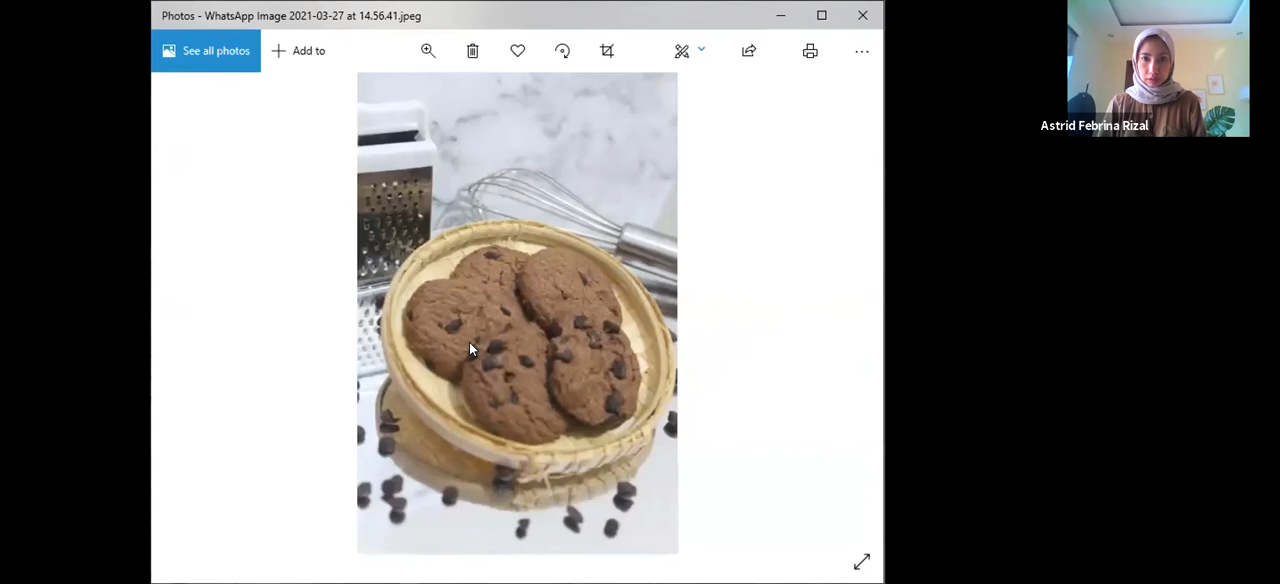 Photos - WhatsApp Image 2021-03-27 at 14.56.41.jpeg
See all photos
Add to
Astrid Febrina Rizal